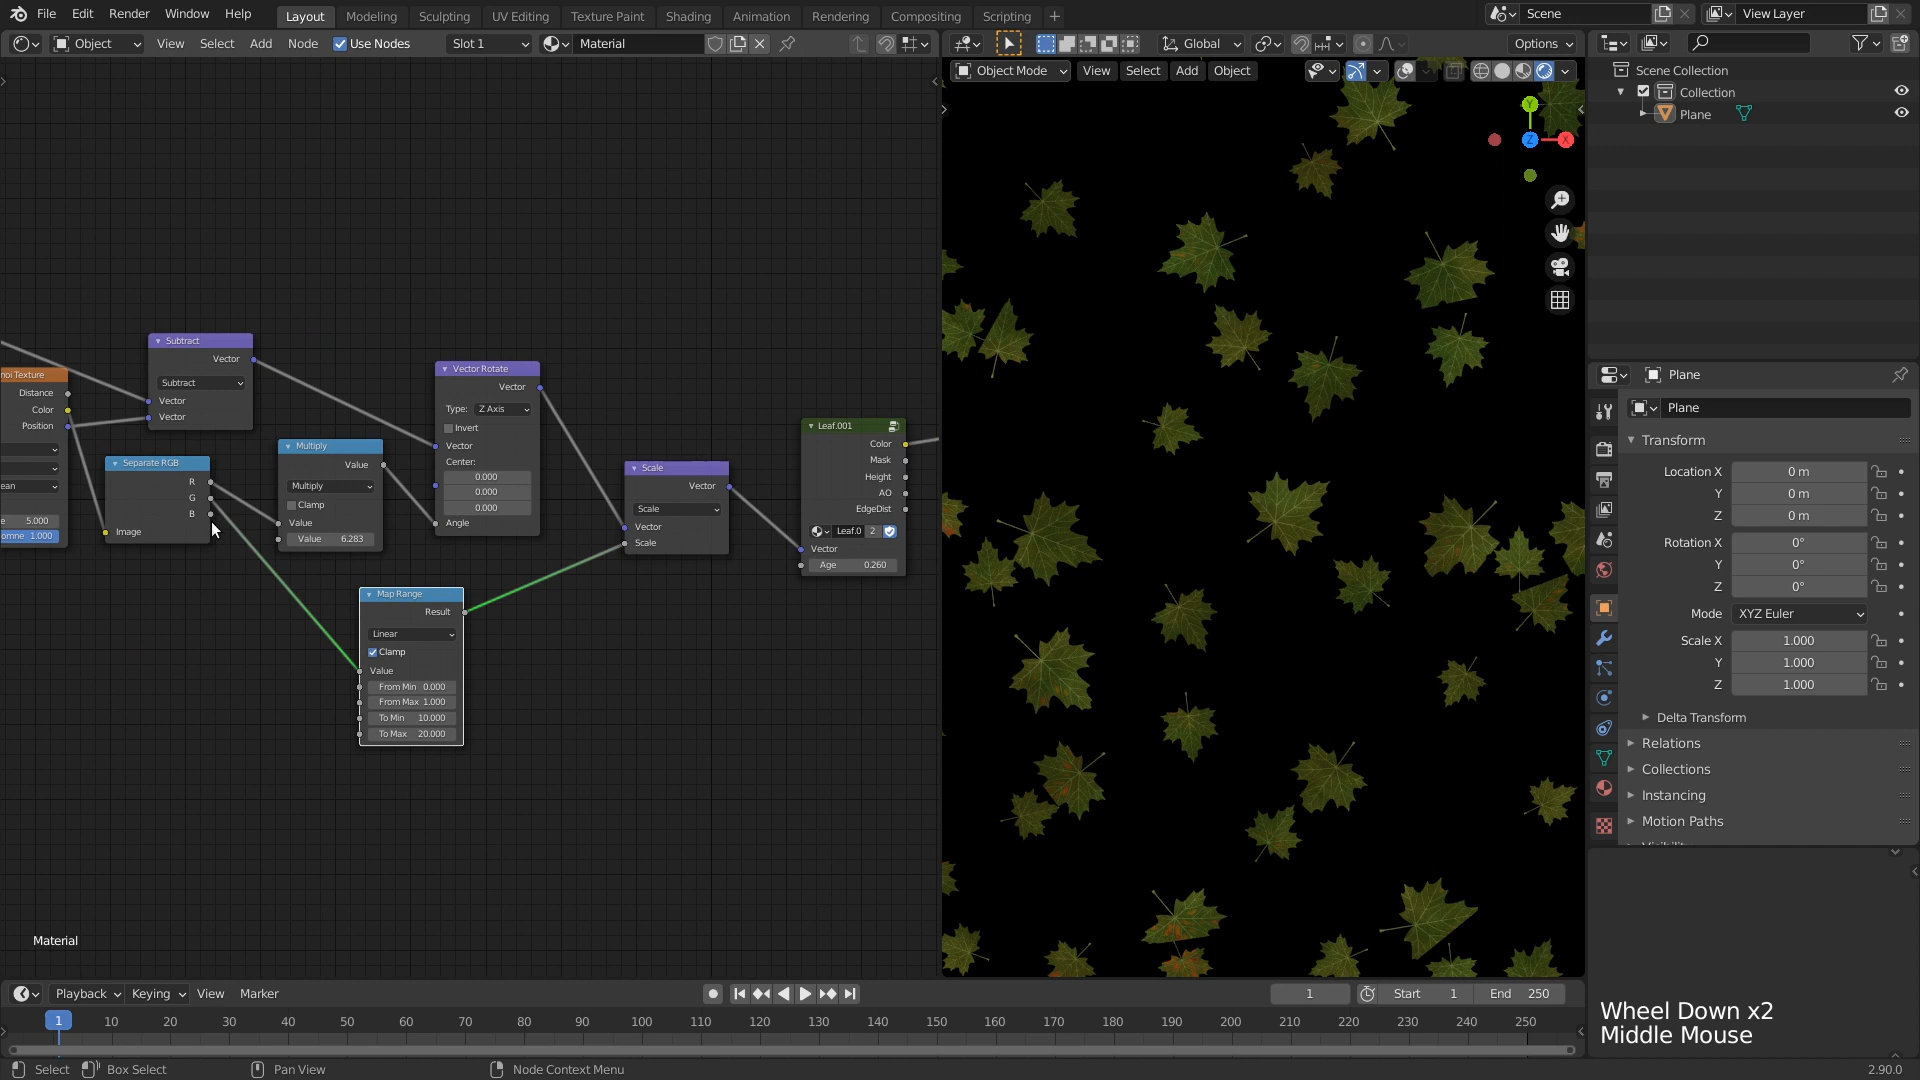 File Edit Render Window Help Layout Modeling Sculpting UV Editing Texture Paint Shading Animation Rendering Compositing Scripting + Scene View Layer
Object View Select Add Node Use Nodes Slot 1 Material Global Options
Object Mode View Select Add Object
Scene Collection
Collection
Plane
Y
Z
X
Subtract
Vector
Subtract
Vector
Vector
noi Texture
Distance
Color
Position
ean
e 5.000
omne 1.000
Separate RGB
R
G
B
Image
Multiply
Value
Multiply
Clamp
Value
Value 6.283
Vector Rotate
Vector
Type: Z Axis
Invert
Vector
Center:
0.000
0.000
0.000
Angle
Scale
Vector
Scale
Vector
Scale
Leaf.001
Color
Mask
Height
AO
EdgeDist
Leaf.0 2
Vector
Age 0.260
Map Range
Result
Linear
Clamp
Value
From Min 0.000
From Max 1.000
To Min 10.000
To Max 20.000
Material
Plane
Plane
Transform
Location X 0 m
Y 0 m
Z 0 m
Rotation X 0°
Y 0°
Z 0°
Mode XYZ Euler
Scale X 1.000
Y 1.000
Z 1.000
Delta Transform
Relations
Collections
Instancing
Motion Paths
Playback Keying View Marker 1 Start 1 End 250
1 10 20 30 40 50 60 70 80 90 100 110 120 130 140 150 160 170 180 190 200 210 220 230 240 250
Wheel Down x2
Middle Mouse
Select Box Select Pan View Node Context Menu 2.90.0